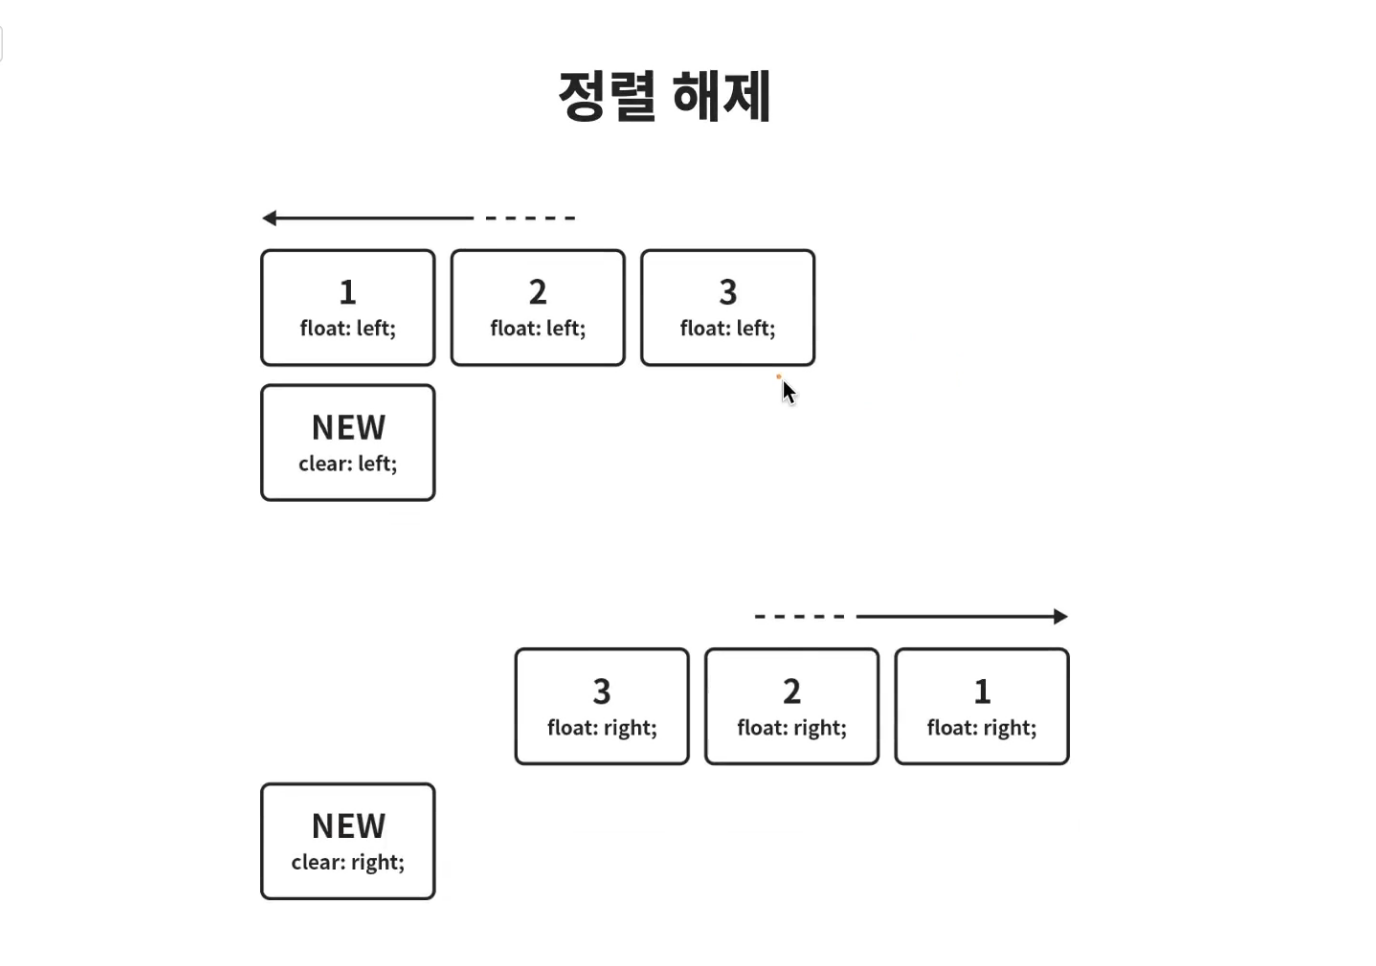 정렬 해제
1
float: left;
2
float: left;
3
float: left;
NEW
clear: left;
3
float: right;
2
float: right;
1
float: right;
NEW
clear: right;